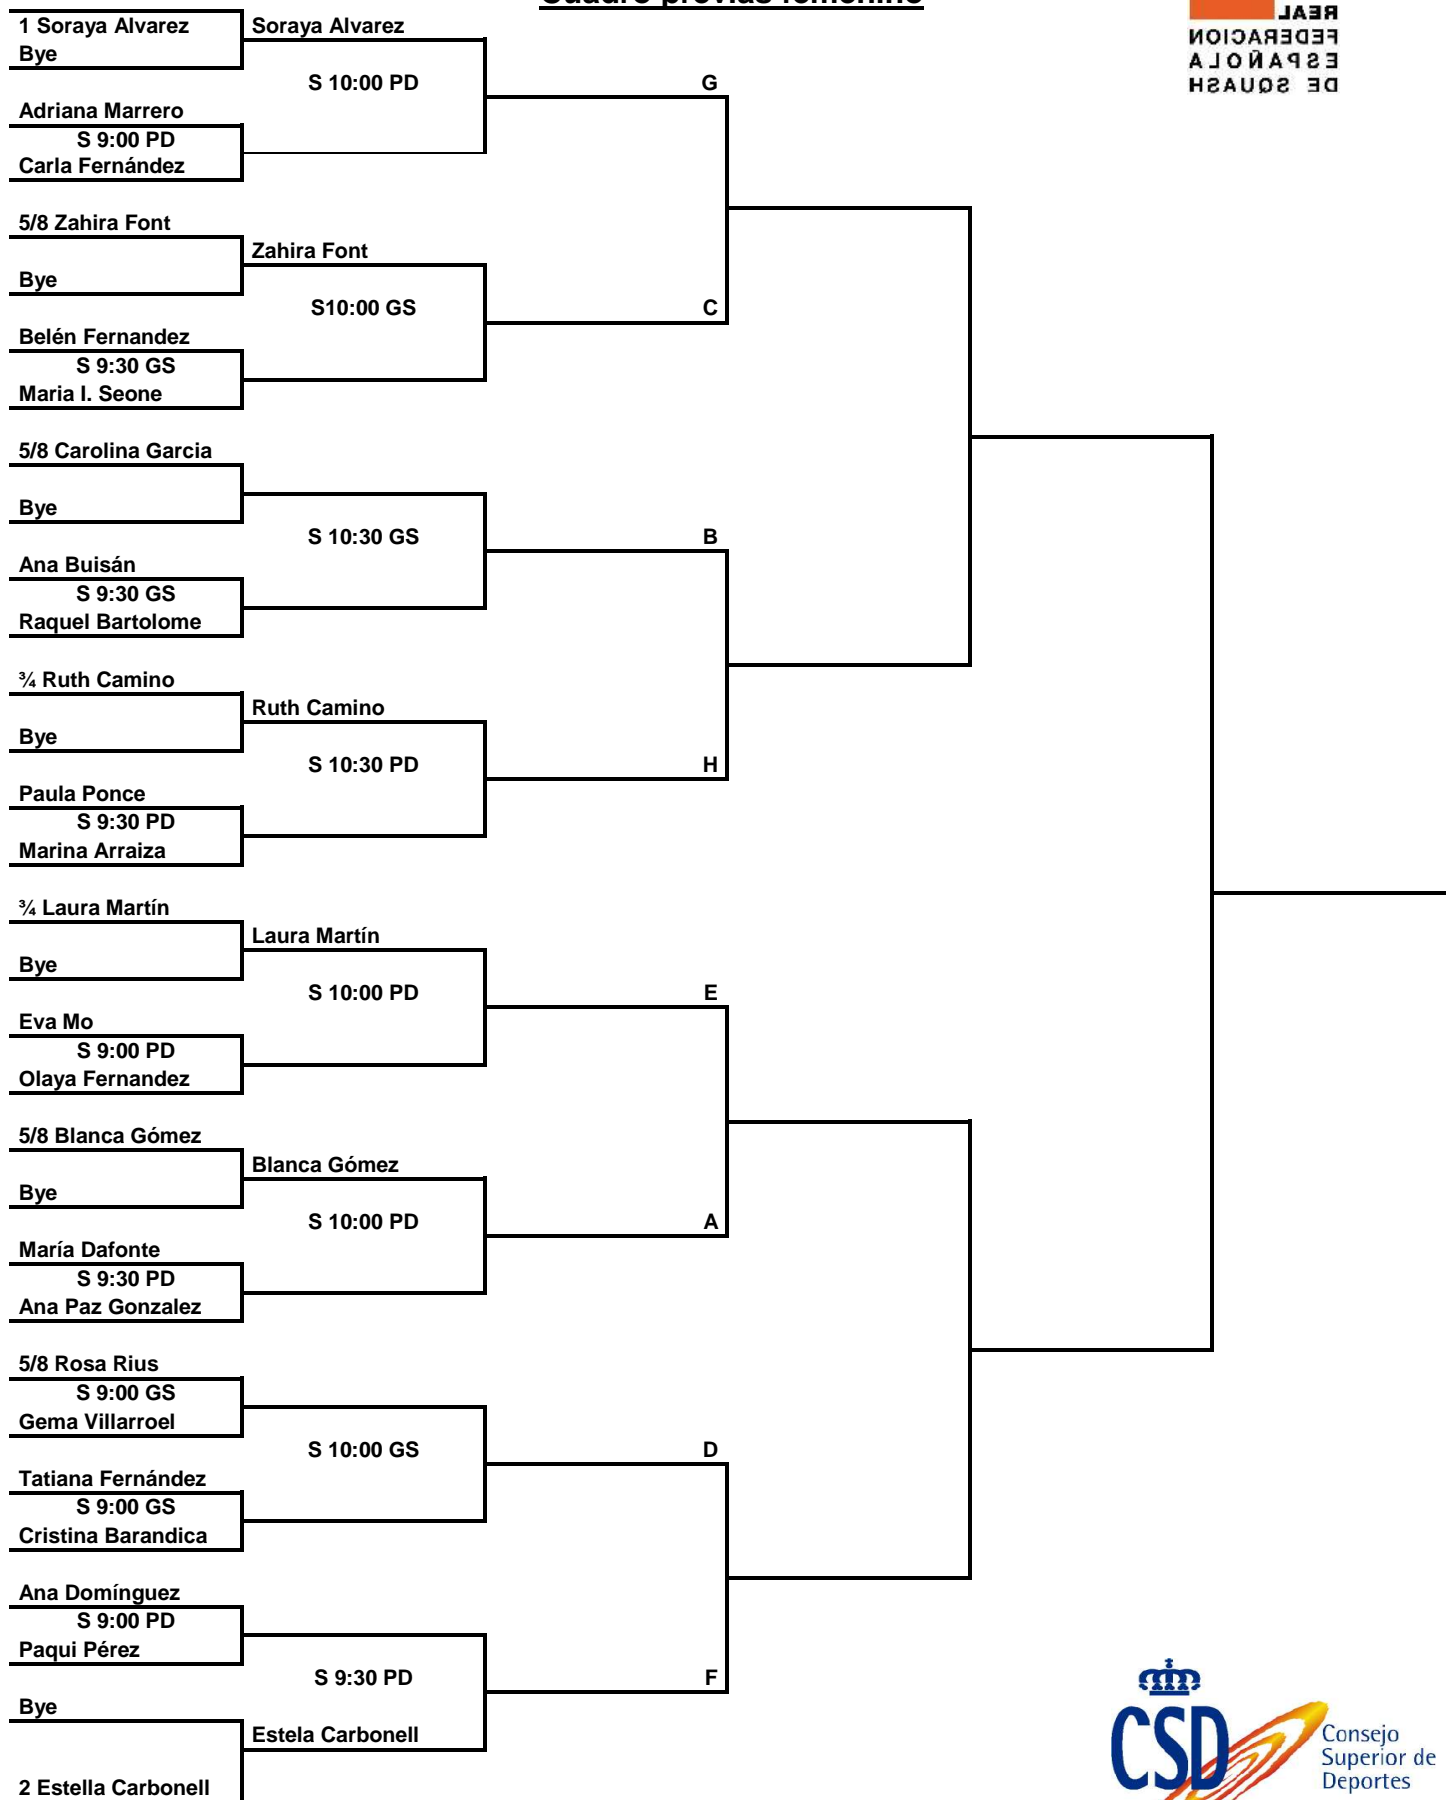 Cuadro previas femenino
REAL
FEDERACION
ESPAÑOLA
DE SQUASH
1 Soraya Alvarez
Soraya Alvarez
Bye
S 10:00 PD
G
Adriana Marrero
S 9:00 PD
Carla Fernández
5/8 Zahira Font
Zahira Font
Bye
S10:00 GS
C
Belén Fernandez
S 9:30 GS
Maria I. Seone
5/8 Carolina Garcia
Bye
S 10:30 GS
B
Ana Buisán
S 9:30 GS
Raquel Bartolome
¾ Ruth Camino
Ruth Camino
Bye
S 10:30 PD
H
Paula Ponce
S 9:30 PD
Marina Arraiza
¾ Laura Martín
Laura Martín
Bye
S 10:00 PD
E
Eva Mo
S 9:00 PD
Olaya Fernandez
5/8 Blanca Gómez
Blanca Gómez
Bye
S 10:00 PD
A
María Dafonte
S 9:30 PD
Ana Paz Gonzalez
5/8 Rosa Rius
S 9:00 GS
Gema Villarroel
S 10:00 GS
D
Tatiana Fernández
S 9:00 GS
Cristina Barandica
Ana Domínguez
S 9:00 PD
Paqui Pérez
S 9:30 PD
F
Bye
Estela Carbonell
2 Estella Carbonell
CSD
Consejo
Superior de
Deportes